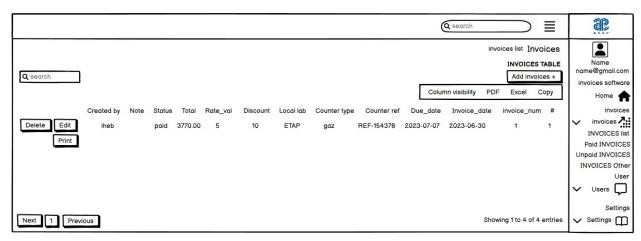 search
invoices list Invoices
INVOICES TABLE
search
Add invoices +
Column visibility PDF Excel Copy
Created by Note Status Total Rate_val Discount Local lab Counter type Counter ref Due_date Invoice_date invoice_num #
Delete Edit iheb paid 3770.00 5 10 ETAP gaz REF-154378 2023-07-07 2023-06-30 1 1
Print
Next 1 Previous
Showing 1 to 4 of 4 entries
Name
name@gmail.com
invoices software
Home
invoices
invoices
INVOICES list
Paid INVOICES
Unpaid INVOICES
INVOICES Other
User
Users
Settings
Settings